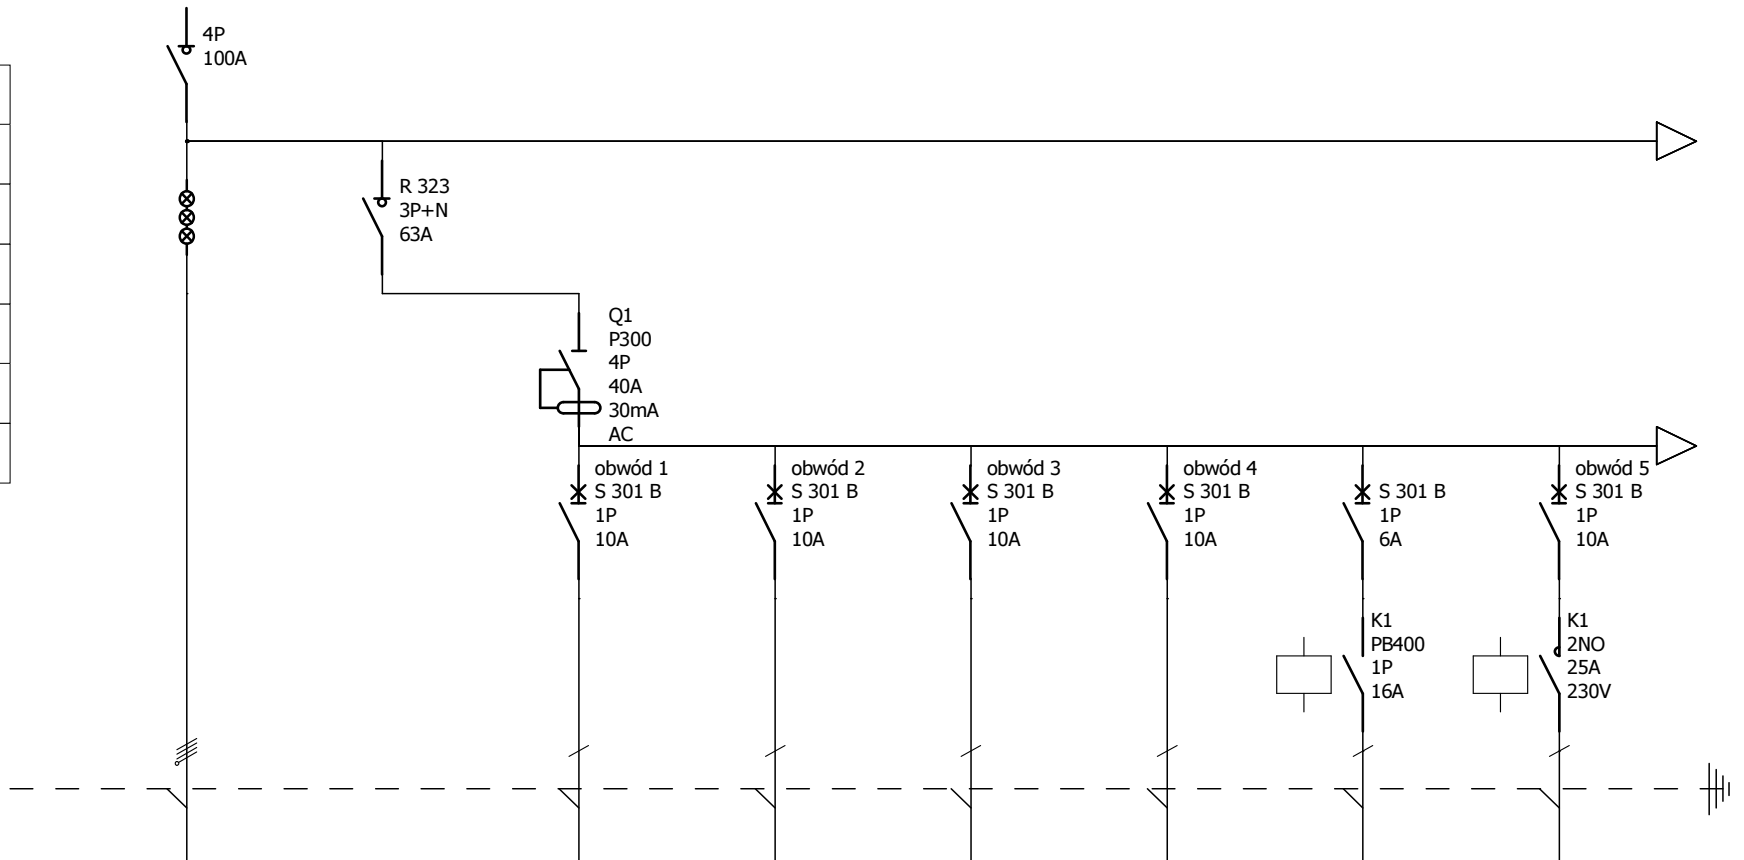 4P
100A
R 323
3P+N
63A
Q1
P300
4P
40A
30mA
AC
obwód 1
S 301 B
1P
10A
obwód 2
S 301 B
1P
10A
obwód 3
S 301 B
1P
10A
obwód 4
S 301 B
1P
10A
S 301 B
1P
6A
obwód 5
S 301 B
1P
10A
K1
PB400
1P
16A
K1
2NO
25A
230V